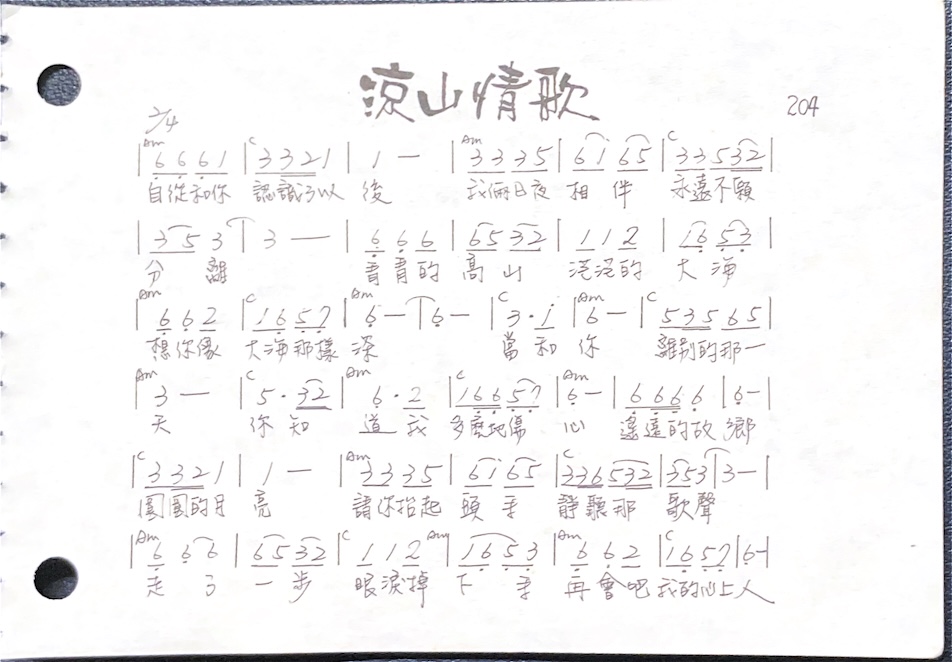 涼山情歌
204
2/4
Am C Am C
| 6 6 6 1 | 3 3 2 1 | 1 — | 3 3 3 5 | 6 i 6 5 | 3 3 5 3 2 |
自從和你 認識了以 後 我倆日夜 相 伴 永遠不願
| 3 5 3 | 3 — | 6 6 6 | 6 5 3 2 | 1 1 2 | 1 6 5 3 |
分 離 青青的 高 山 茫茫的 大 海
Am C Am C Am C
| 6 6 2 | 1 6 5 7 | 6 — | 6 — | 3 · i | 6 — | 5 3 5 6 5 |
想你像 大海那樣 深 當 和 你 離別的那一
Am C Am C Am
| 3 — | 5 · 3 2 | 6 · 2 | 1 6 6 5 7 | 6 — | 6 6 6 6 | 6 — |
天 你 知 道 我 多麼地傷 心 遙遠的故 鄉
C Am C
| 3 3 2 1 | 1 — | 3 3 3 5 | 6 i 6 5 | 3 3 6 5 3 2 | 3 5 3 | 3 — |
圓圓的月 亮 請你抬起 頭 來 靜聽那 歌聲
Am C Am Am C
| 6 6 6 | 6 5 3 2 | 1 1 2 | 1 6 5 3 | 6 6 2 | 1 6 5 7 | 6 — |
走 了 一 步 眼淚掉 下 來 再會吧 我的心上人